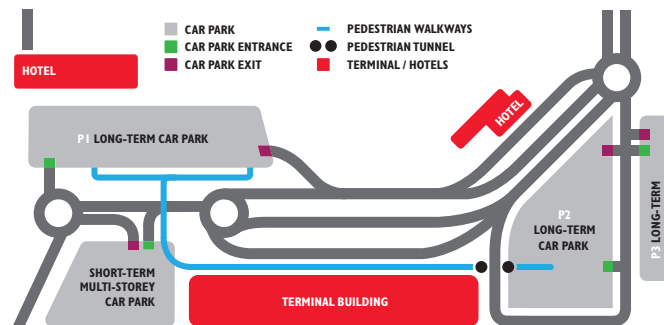 CAR PARK
CAR PARK ENTRANCE
CAR PARK EXIT
PEDESTRIAN WALKWAYS
PEDESTRIAN TUNNEL
TERMINAL / HOTELS
HOTEL
HOTEL
P1 LONG-TERM CAR PARK
P2
LONG-TERM
CAR PARK
P3 LONG-TERM
SHORT-TERM
MULTI-STOREY
CAR PARK
TERMINAL BUILDING